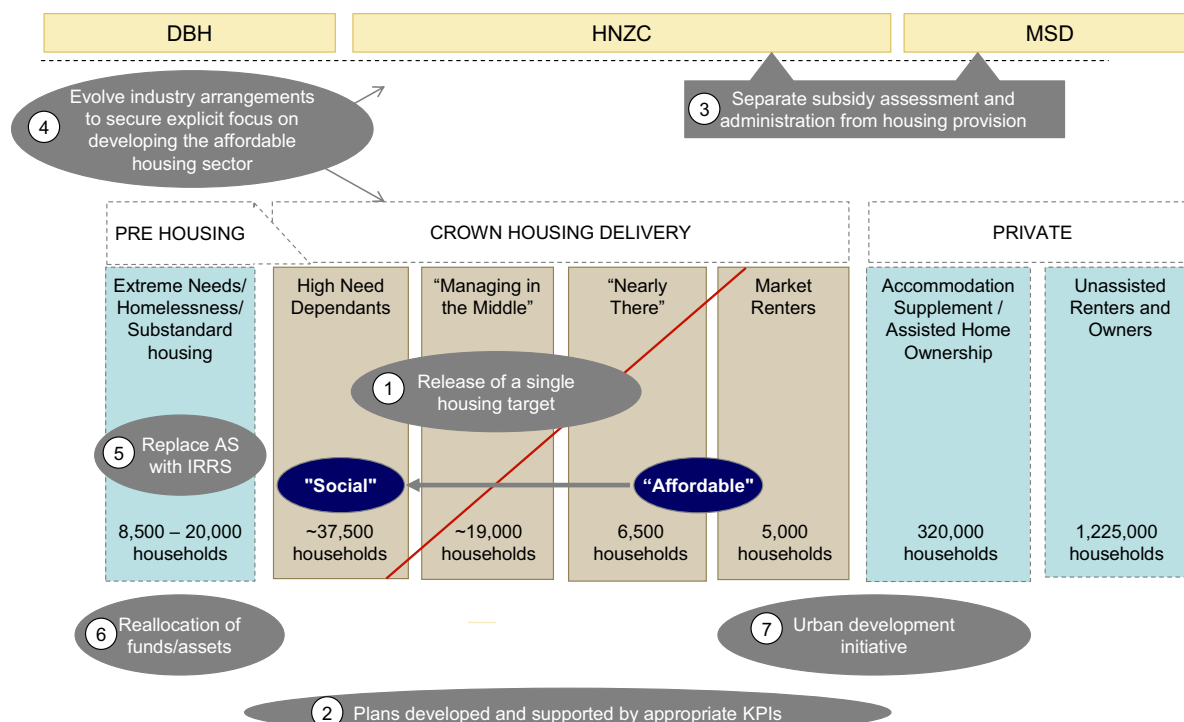 DBH
HNZC
MSD
4
Evolve industry arrangements
to secure explicit focus on
developing the affordable
housing sector
3
Separate subsidy assessment and
administration from housing provision
PRE HOUSING
CROWN HOUSING DELIVERY
PRIVATE
Extreme Needs/
Homelessness/
Substandard
housing
High Need
Dependants
“Managing in
the Middle”
“Nearly
There”
Market
Renters
Accommodation
Supplement /
Assisted Home
Ownership
Unassisted
Renters and
Owners
1
Release of a single
housing target
5
Replace AS
with IRRS
"Social"
“Affordable"
8,500 – 20,000
households
~37,500
households
~19,000
households
6,500
households
5,000
households
320,000
households
1,225,000
households
6
Reallocation of
funds/assets
7
Urban development
initiative
2
Plans developed and supported by appropriate KPIs